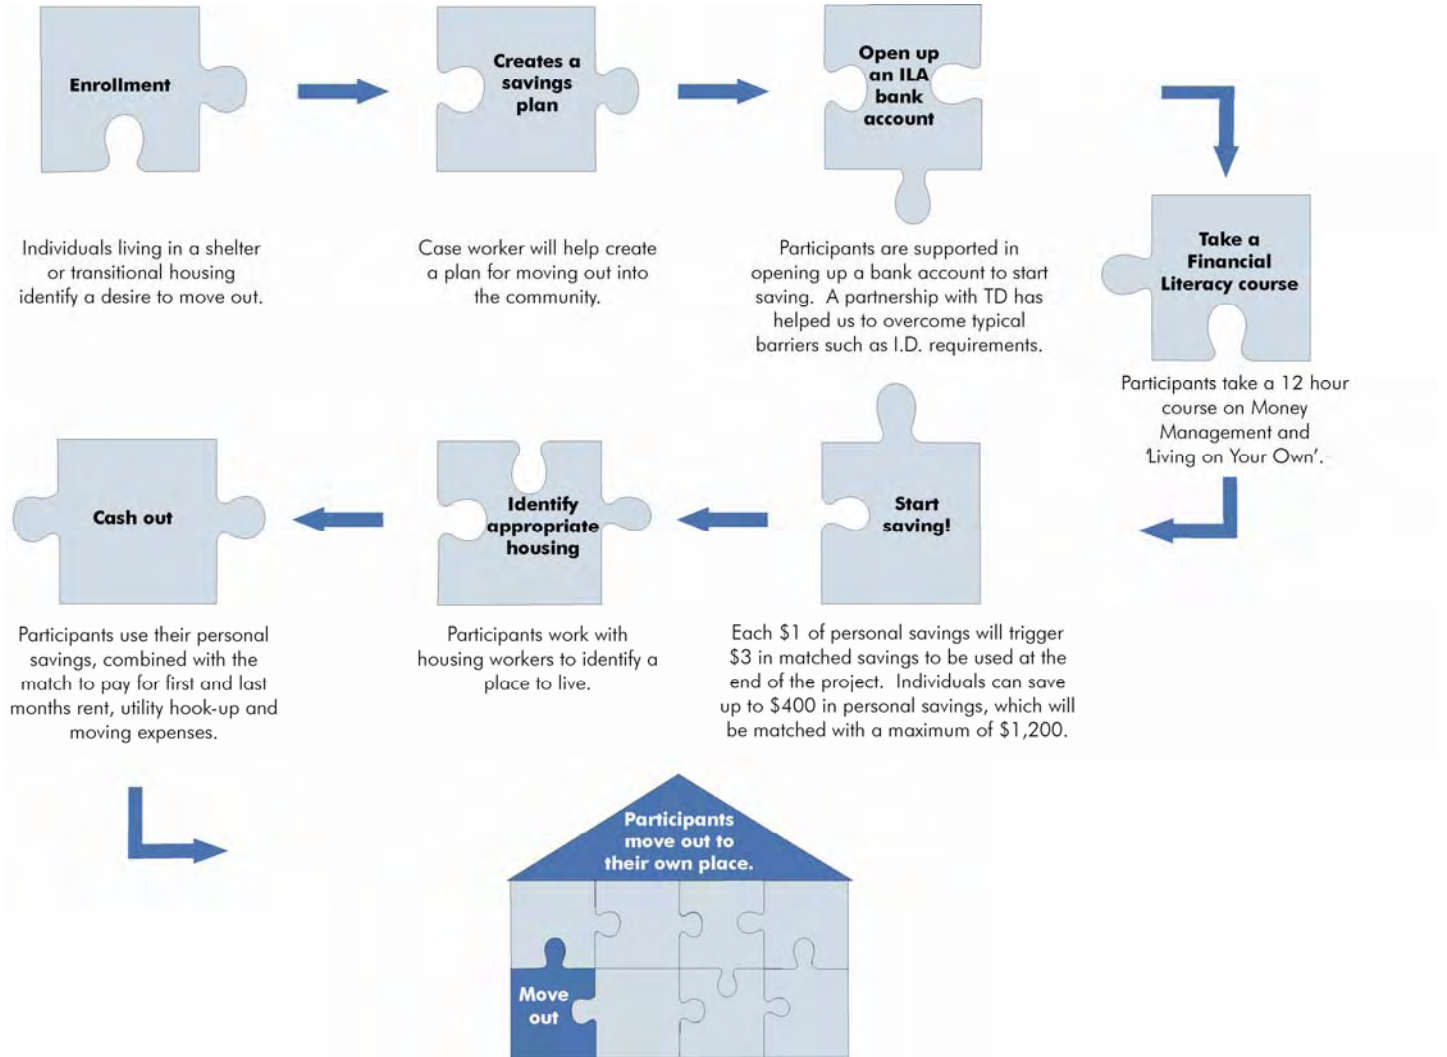 Enrollment
Individuals living in a shelter
or transitional housing
identify a desire to move out.
Creates a
savings
plan
Case worker will help create
a plan for moving out into
the community.
Open up
an ILA
bank
account
Participants are supported in
opening up a bank account to start
saving. A partnership with TD has
helped us to overcome typical
barriers such as I.D. requirements.
Take a
Financial
Literacy course
Participants take a 12 hour
course on Money
Management and
'Living on Your Own'.
Start
saving!
Each $1 of personal savings will trigger
$3 in matched savings to be used at the
end of the project. Individuals can save
up to $400 in personal savings, which will
be matched with a maximum of $1,200.
Identify
appropriate
housing
Participants work with
housing workers to identify a
place to live.
Cash out
Participants use their personal
savings, combined with the
match to pay for first and last
months rent, utility hook-up and
moving expenses.
Participants
move out to
their own place.
Move
out